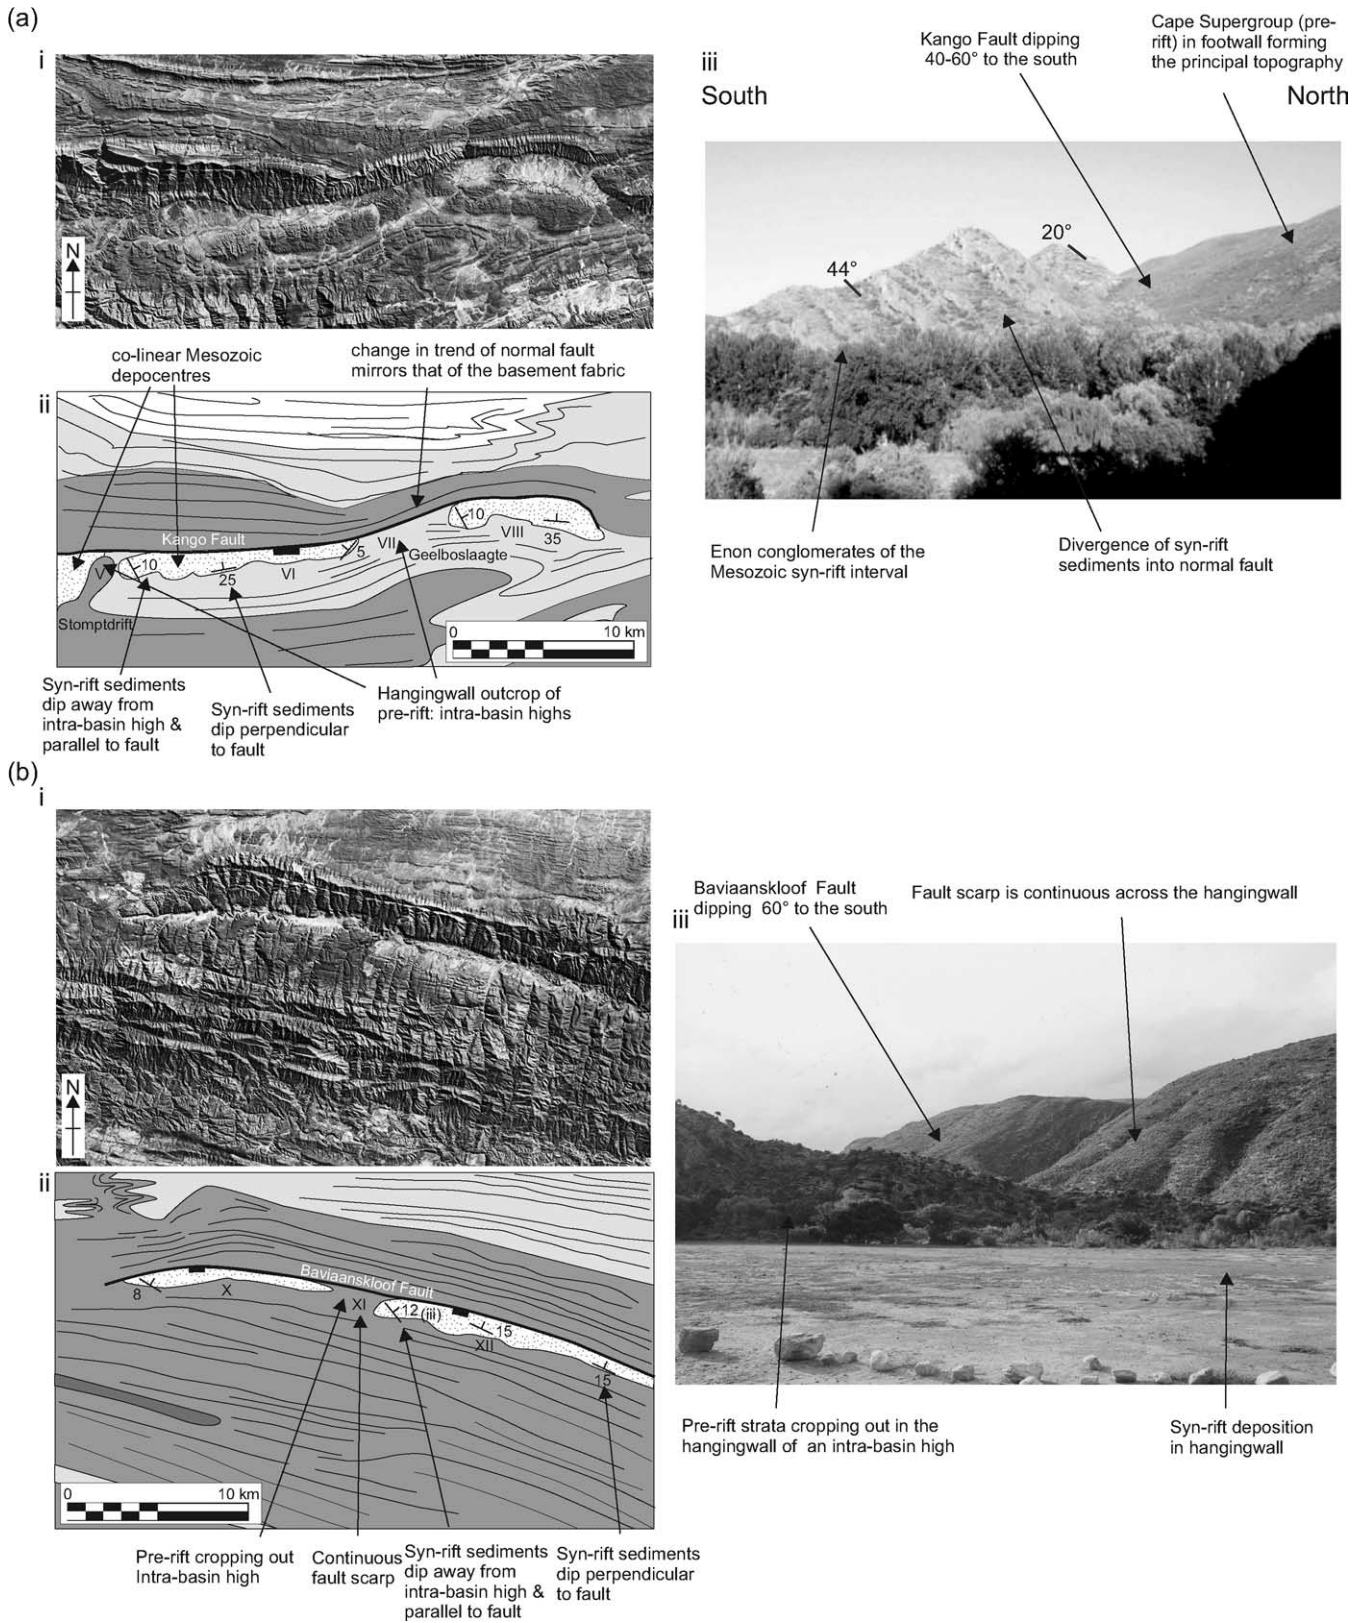 (a)
i
N
co-linear Mesozoic
depocentres
change in trend of normal fault
mirrors that of the basement fabric
ii
Kango Fault
10
5
VII
Geelboslaagte
10
VIII
35
V
25
VI
Stomptdrift
0 10 km
Syn-rift sediments
dip away from
intra-basin high &
parallel to fault
Syn-rift sediments
dip perpendicular
to fault
Hangingwall outcrop of
pre-rift: intra-basin highs
iii
South
North
Kango Fault dipping
40-60° to the south
Cape Supergroup (pre-
rift) in footwall forming
the principal topography
44°
20°
Enon conglomerates of the
Mesozoic syn-rift interval
Divergence of syn-rift
sediments into normal fault
(b)
i
N
ii
Baviaanskloof Fault
8
X
XI
12 (iii)
15
XII
15
0 10 km
Pre-rift cropping out
Intra-basin high
Continuous
fault scarp
Syn-rift sediments
dip away from
intra-basin high &
parallel to fault
Syn-rift sediments
dip perpendicular
to fault
iii
Baviaanskloof Fault
dipping 60° to the south
Fault scarp is continuous across the hangingwall
Pre-rift strata cropping out in the
hangingwall of an intra-basin high
Syn-rift deposition
in hangingwall